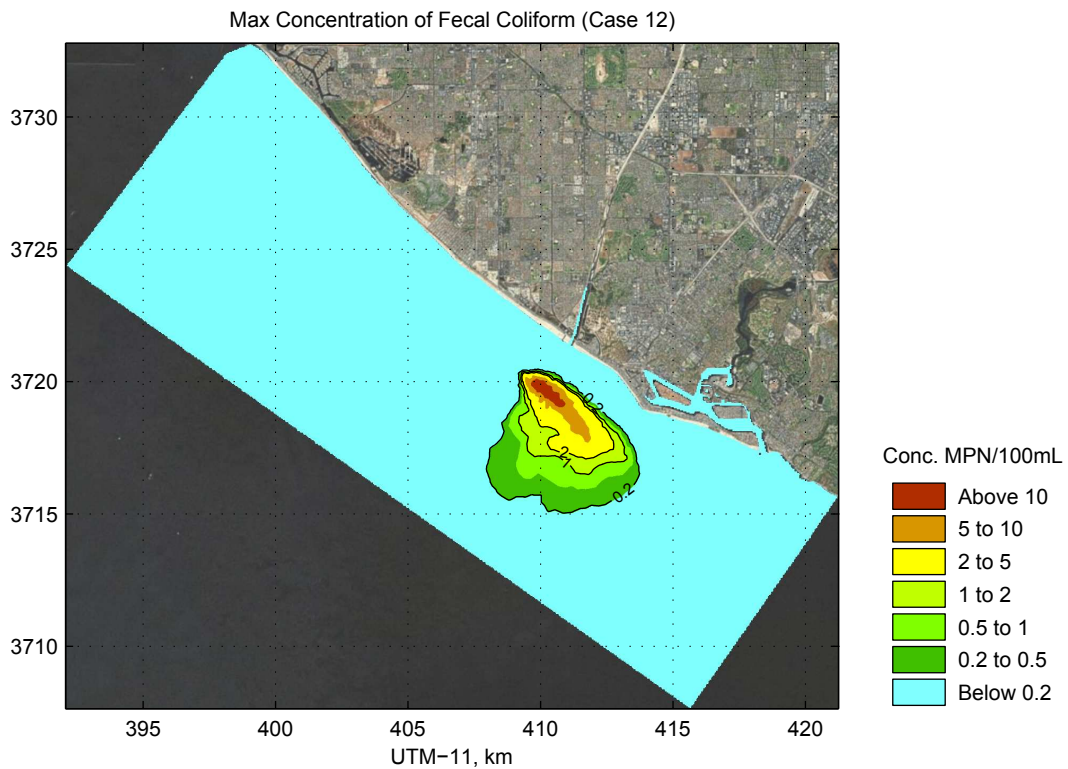 Max Concentration of Fecal Coliform (Case 12)
3730
3725
3720
3715
3710
395
400
405
410
415
420
UTM−11, km
0.2
2
1
0.2
Conc. MPN/100mL
Above 10
5 to 10
2 to 5
1 to 2
0.5 to 1
0.2 to 0.5
Below 0.2